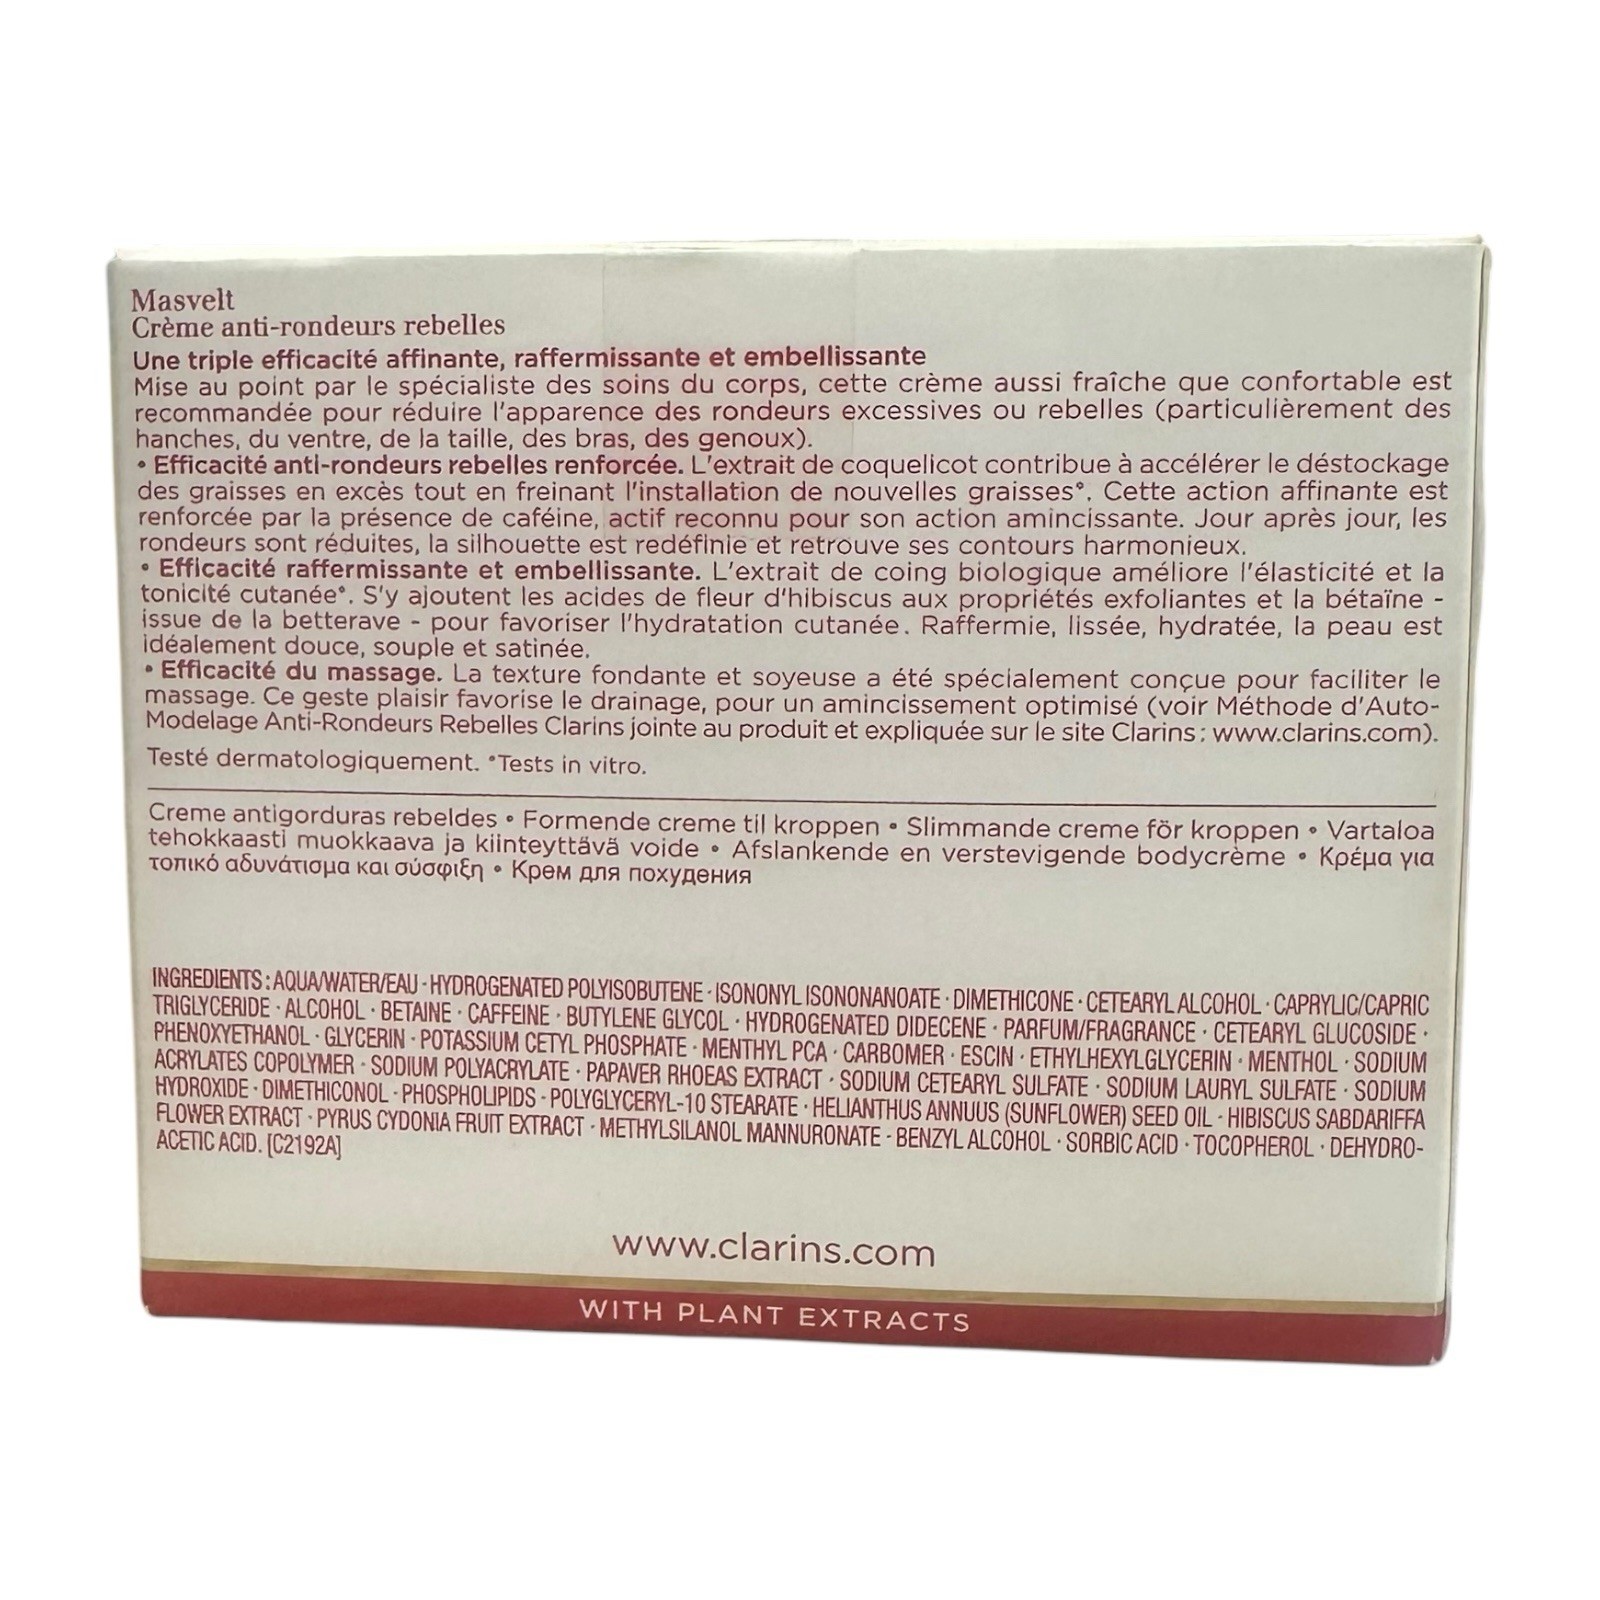 Masvelt
Crème anti-rondeurs rebelles
Une triple efficacité affinante, raffermissante et embellissante
Mise au point par le spécialiste des soins du corps, cette crème aussi fraîche que confortable est
recommandée pour réduire l'apparence des rondeurs excessives ou rebelles (particulièrement des
hanches, du ventre, de la taille, des bras, des genoux).
• Efficacité anti-rondeurs rebelles renforcée. L'extrait de coquelicot contribue à accélérer le déstockage
des graisses en excès tout en freinant l'installation de nouvelles graisses*. Cette action affinante est
renforcée par la présence de caféine, actif reconnu pour son action amincissante. Jour après jour, les
rondeurs sont réduites, la silhouette est redéfinie et retrouve ses contours harmonieux.
• Efficacité raffermissante et embellissante. L'extrait de coing biologique améliore l'élasticité et la
tonicité cutanée*. S'y ajoutent les acides de fleur d'hibiscus aux propriétés exfoliantes et la bétaïne -
issue de la betterave - pour favoriser l'hydratation cutanée. Raffermie, lissée, hydratée, la peau est
idéalement douce, souple et satinée.
• Efficacité du massage. La texture fondante et soyeuse a été spécialement conçue pour faciliter le
massage. Ce geste plaisir favorise le drainage, pour un amincissement optimisé (voir Méthode d'Auto-
Modelage Anti-Rondeurs Rebelles Clarins jointe au produit et expliquée sur le site Clarins : www.clarins.com).
Testé dermatologiquement. *Tests in vitro.
Creme antigorduras rebeldes • Formende creme til kroppen • Slimmande creme för kroppen • Vartaloa
tehokkaasti muokkaava ja kiinteyttävä voide • Afslankende en verstevigende bodycrème • Κρέμα για
τοπικό αδυνάτισμα και σύσφιξη • Крем для похудения
INGREDIENTS : AQUA/WATER/EAU · HYDROGENATED POLYISOBUTENE · ISONONYL ISONONANOATE · DIMETHICONE · CETEARYL ALCOHOL · CAPRYLIC/CAPRIC
TRIGLYCERIDE · ALCOHOL · BETAINE · CAFFEINE · BUTYLENE GLYCOL · HYDROGENATED DIDECENE · PARFUM/FRAGRANCE · CETEARYL GLUCOSIDE ·
PHENOXYETHANOL · GLYCERIN · POTASSIUM CETYL PHOSPHATE · MENTHYL PCA · CARBOMER · ESCIN · ETHYLHEXYLGLYCERIN · MENTHOL · SODIUM
ACRYLATES COPOLYMER · SODIUM POLYACRYLATE · PAPAVER RHOEAS EXTRACT · SODIUM CETEARYL SULFATE · SODIUM LAURYL SULFATE · SODIUM
HYDROXIDE · DIMETHICONOL · PHOSPHOLIPIDS · POLYGLYCERYL-10 STEARATE · HELIANTHUS ANNUUS (SUNFLOWER) SEED OIL · HIBISCUS SABDARIFFA
FLOWER EXTRACT · PYRUS CYDONIA FRUIT EXTRACT · METHYLSILANOL MANNURONATE · BENZYL ALCOHOL · SORBIC ACID · TOCOPHEROL · DEHYDRO-
ACETIC ACID. [C2192A]
www.clarins.com
WITH PLANT EXTRACTS